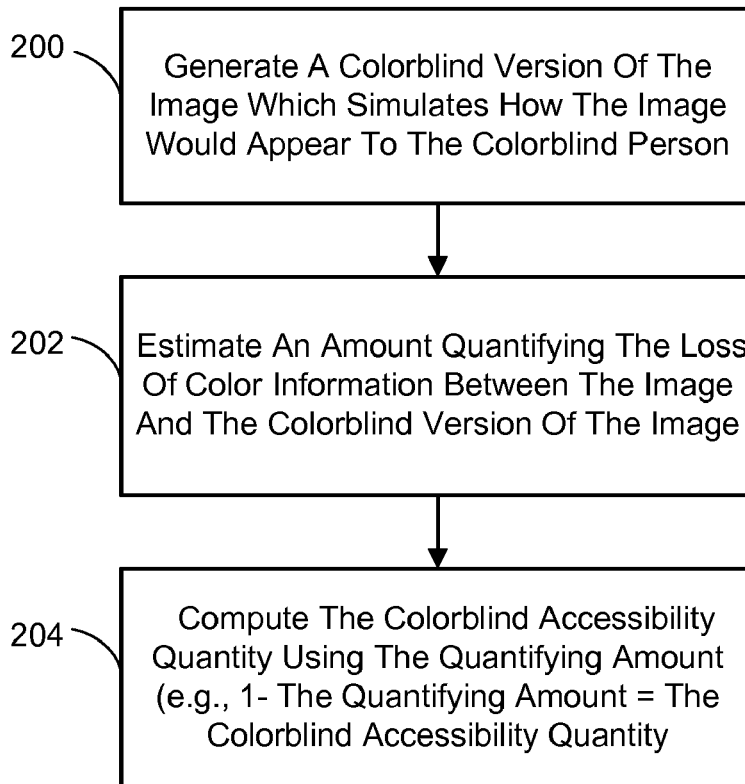 200
Generate A Colorblind Version Of The
Image Which Simulates How The Image
Would Appear To The Colorblind Person
202
Estimate An Amount Quantifying The Loss
Of Color Information Between The Image
And The Colorblind Version Of The Image
204
Compute The Colorblind Accessibility
Quantity Using The Quantifying Amount
(e.g., 1- The Quantifying Amount = The
Colorblind Accessibility Quantity